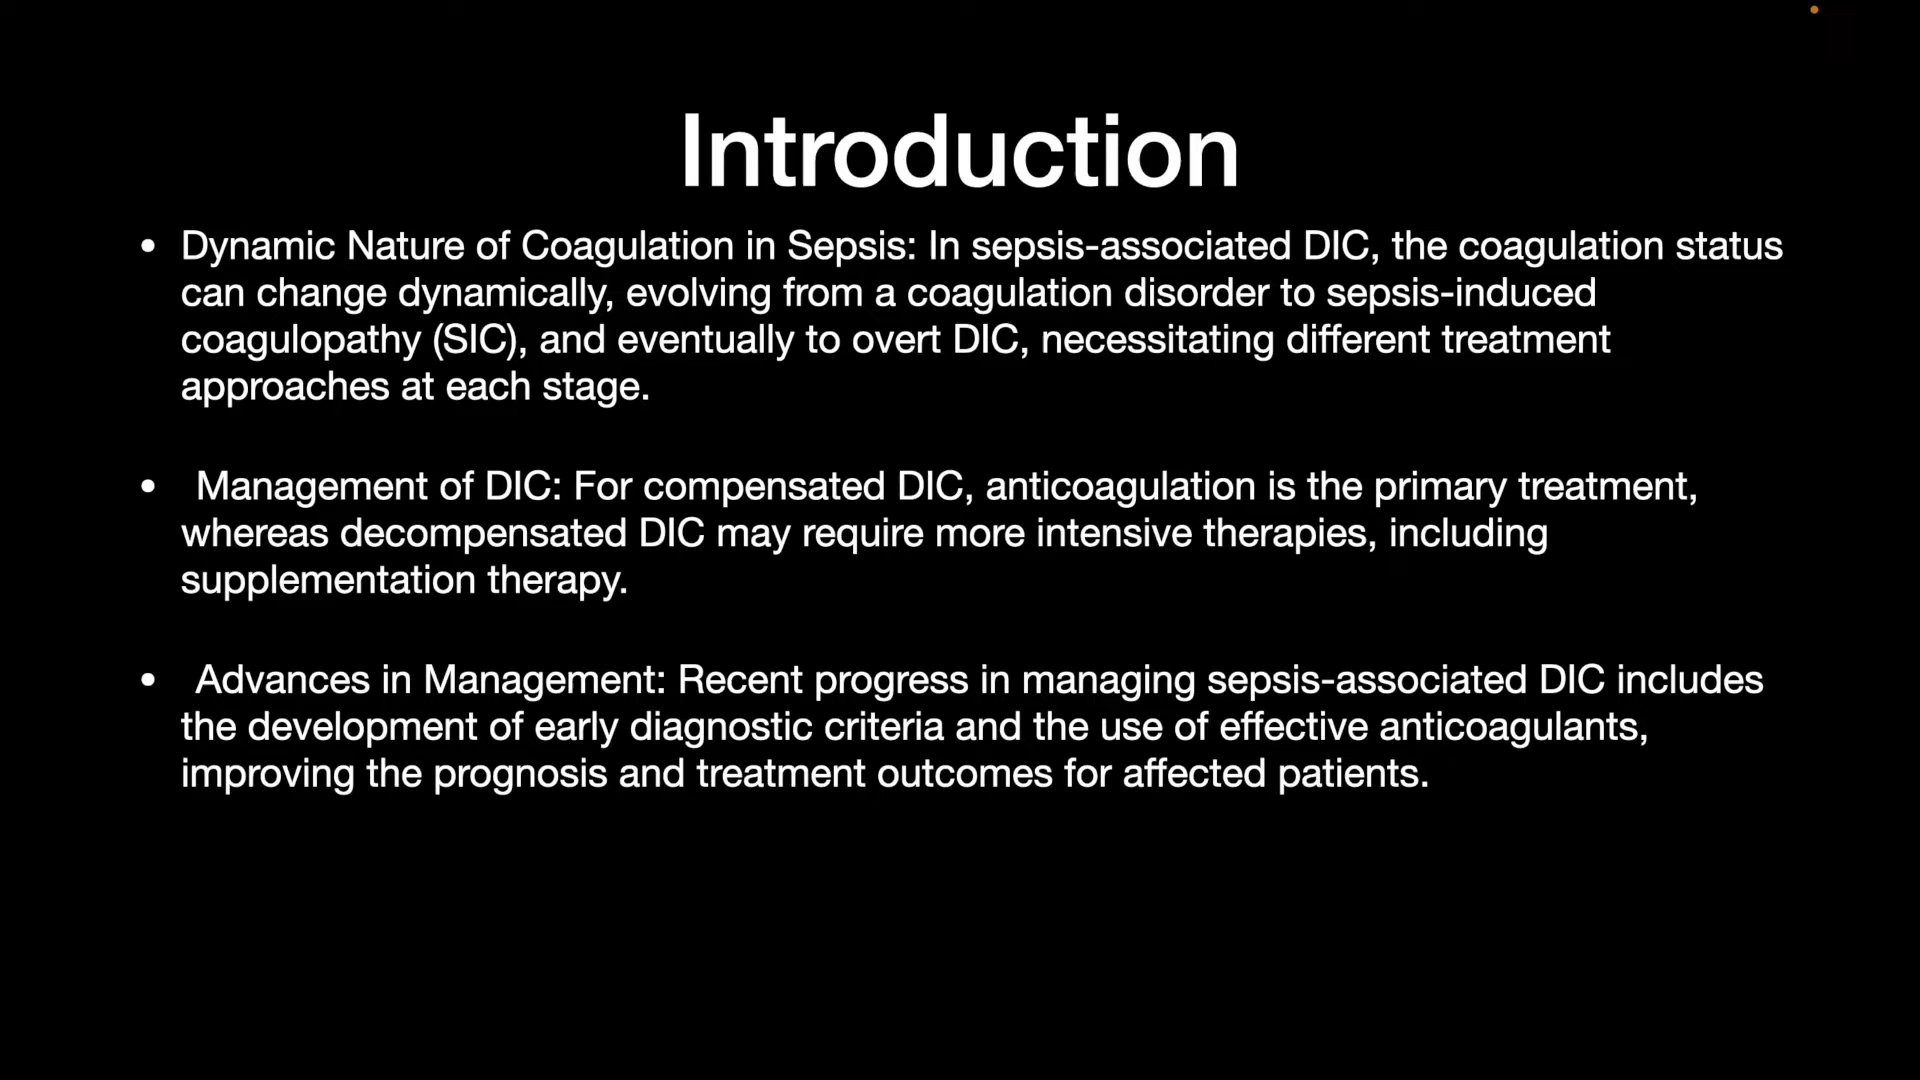 Introduction
• Dynamic Nature of Coagulation in Sepsis: In sepsis-associated DIC, the coagulation status
can change dynamically, evolving from a coagulation disorder to sepsis-induced
coagulopathy (SIC), and eventually to overt DIC, necessitating different treatment
approaches at each stage.
• Management of DIC: For compensated DIC, anticoagulation is the primary treatment,
whereas decompensated DIC may require more intensive therapies, including
supplementation therapy.
• Advances in Management: Recent progress in managing sepsis-associated DIC includes
the development of early diagnostic criteria and the use of effective anticoagulants,
improving the prognosis and treatment outcomes for affected patients.